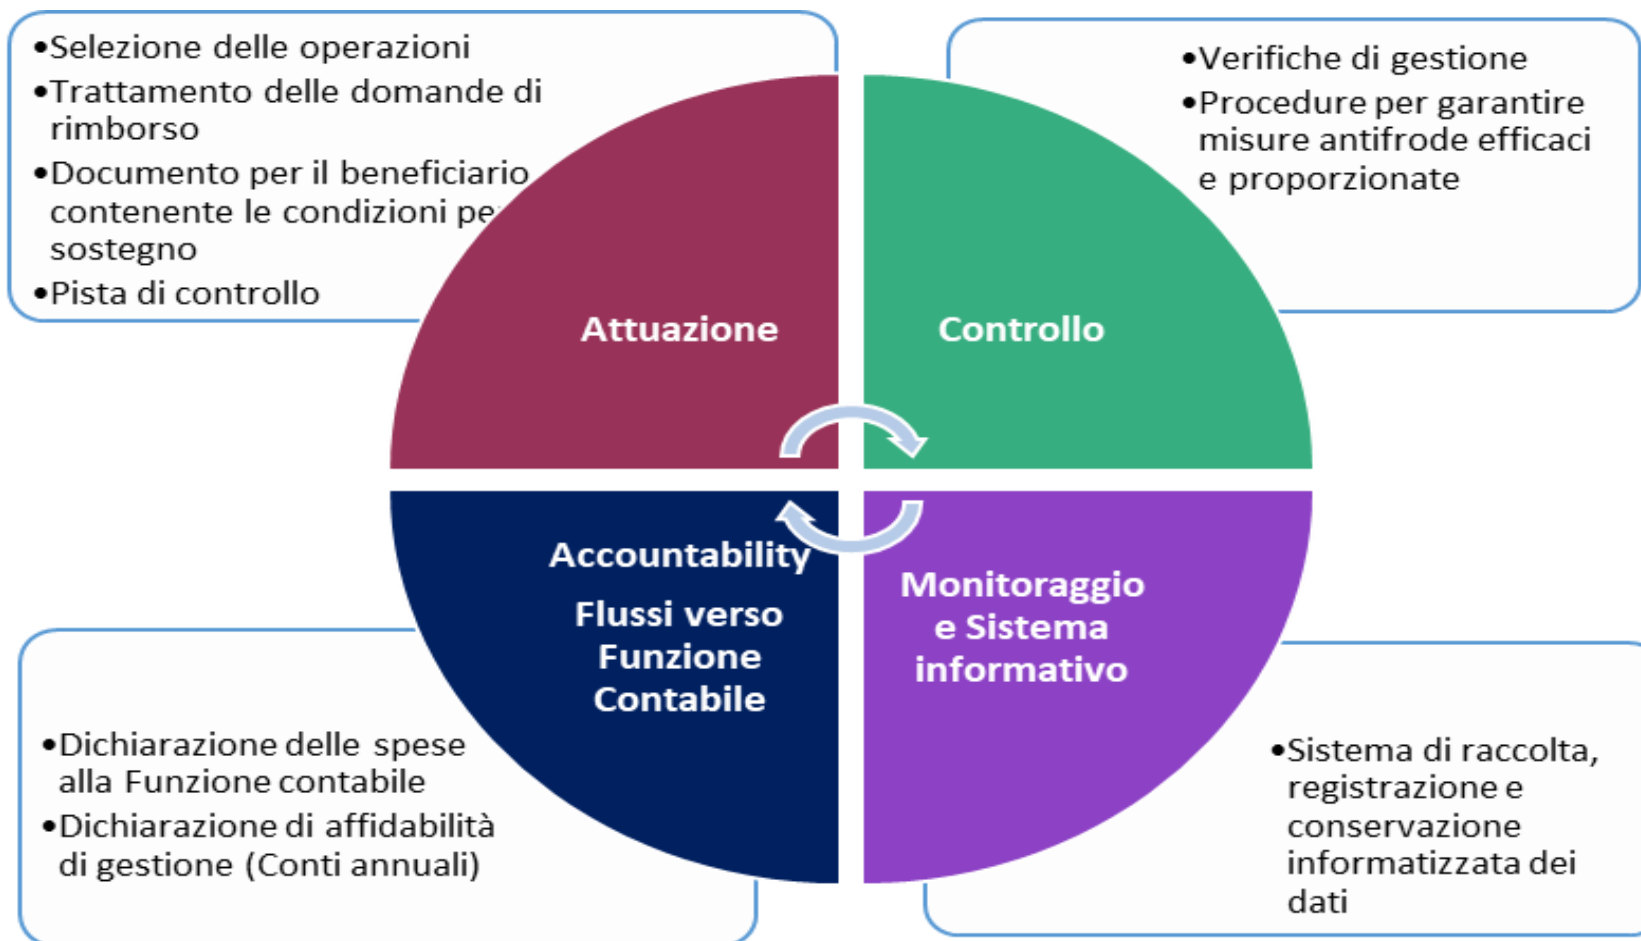 •Selezione delle operazioni
•Trattamento delle domande di
rimborso
•Documento per il beneficiario
contenente le condizioni
sostegno
•Pista di controllo
Attuazione
•Verifiche di gestione
•Procedure per garantire
misure antifrode efficaci
e proporzionate
Controllo
Accountability
Flussi verso
Funzione
Contabile
•Dichiarazione delle spese
alla Funzione contabile
•Dichiarazione di affidabilità
di gestione (Conti annuali)
Monitoraggio
e Sistema
informativo
•Sistema di raccolta,
registrazione e
conservazione
informatizzata dei
dati